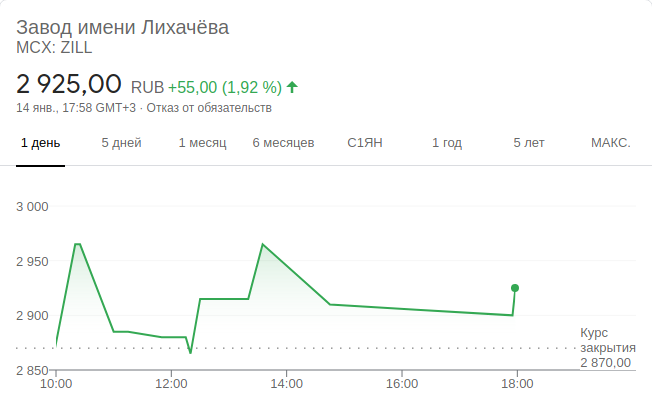 Завод имени Лихачёва
MCX: ZILL
2 925,00 RUB +55,00 (1,92 %)
14 янв., 17:58 GMT+3 · Отказ от обязательств
1 день 5 дней 1 месяц 6 месяцев С1ЯН 1 год 5 лет МАКС.
3 000
2 950
2 900
Курс
закрытия
2 870,00
2 850
10:00 12:00 14:00 16:00 18:00